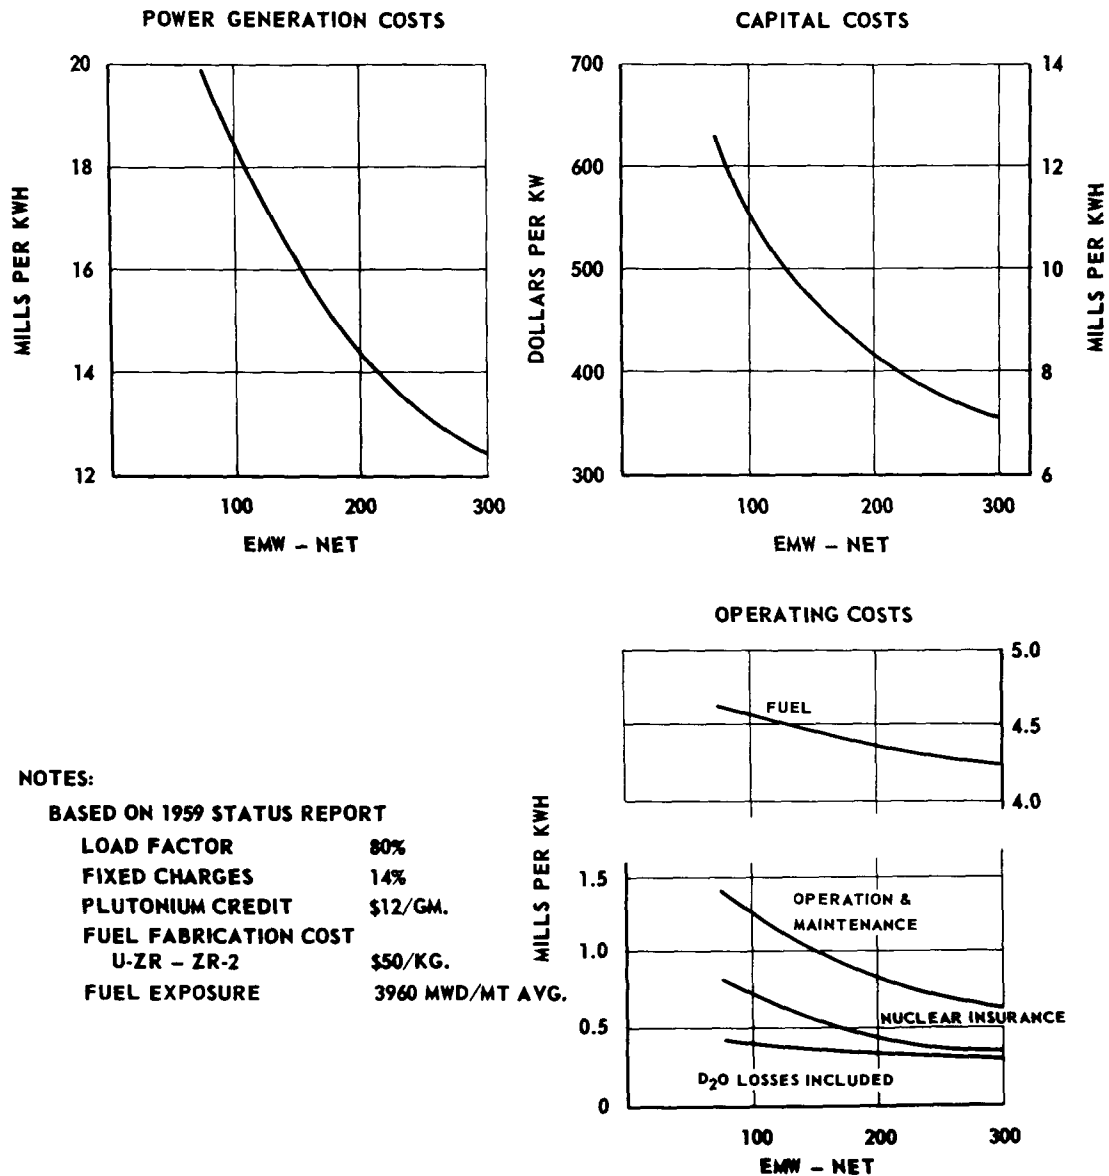 POWER GENERATION COSTS
20
18
16
14
12
MILLS PER KWH
100 200 300
EMW – NET
CAPITAL COSTS
700
600
500
400
300
DOLLARS PER KW
14
12
10
8
6
MILLS PER KWH
100 200 300
EMW – NET
OPERATING COSTS
5.0
4.5
4.0
FUEL
MILLS PER KWH
1.5
1.0
0.5
0
OPERATION &
MAINTENANCE
NUCLEAR INSURANCE
D₂O LOSSES INCLUDED
100 200 300
EMW – NET
NOTES:
BASED ON 1959 STATUS REPORT
LOAD FACTOR 80%
FIXED CHARGES 14%
PLUTONIUM CREDIT $12/GM.
FUEL FABRICATION COST
U-ZR – ZR-2 $50/KG.
FUEL EXPOSURE 3960 MWD/MT AVG.